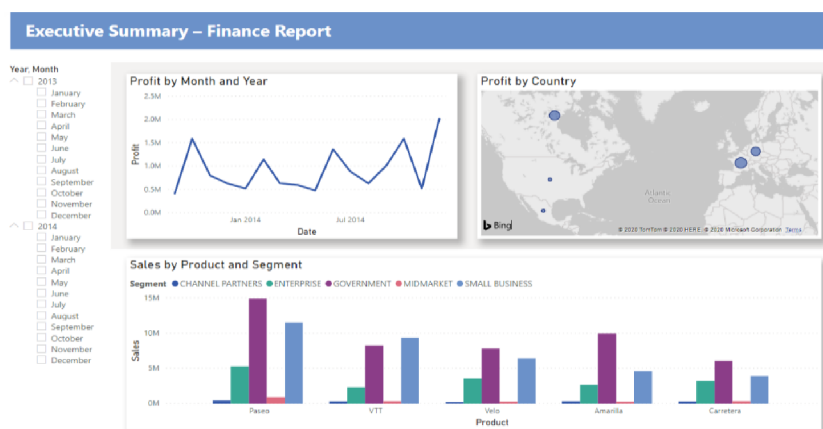 Executive Summary – Finance Report
Year, Month
2013
January
February
March
April
May
June
July
August
September
October
November
December
2014
January
February
March
April
May
June
July
August
September
October
November
December
Profit by Month and Year
2.5M
2.0M
1.5M
1.0M
0.5M
0.0M
Profit
Jan 2014 Jul 2014
Date
Profit by Country
Atlantic
Ocean
Bing
© 2020 TomTom © 2020 HERE, © 2020 Microsoft Corporation Terms
Sales by Product and Segment
Segment CHANNEL PARTNERS ENTERPRISE GOVERNMENT MIDMARKET SMALL BUSINESS
15M
10M
5M
0M
Sales
Paseo VTT Velo Amarilla Carretera
Product